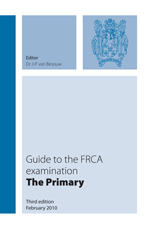 Editor
Dr J-P van Besouw
Guide to the FRCA
examination
The Primary
Third edition
February 2010